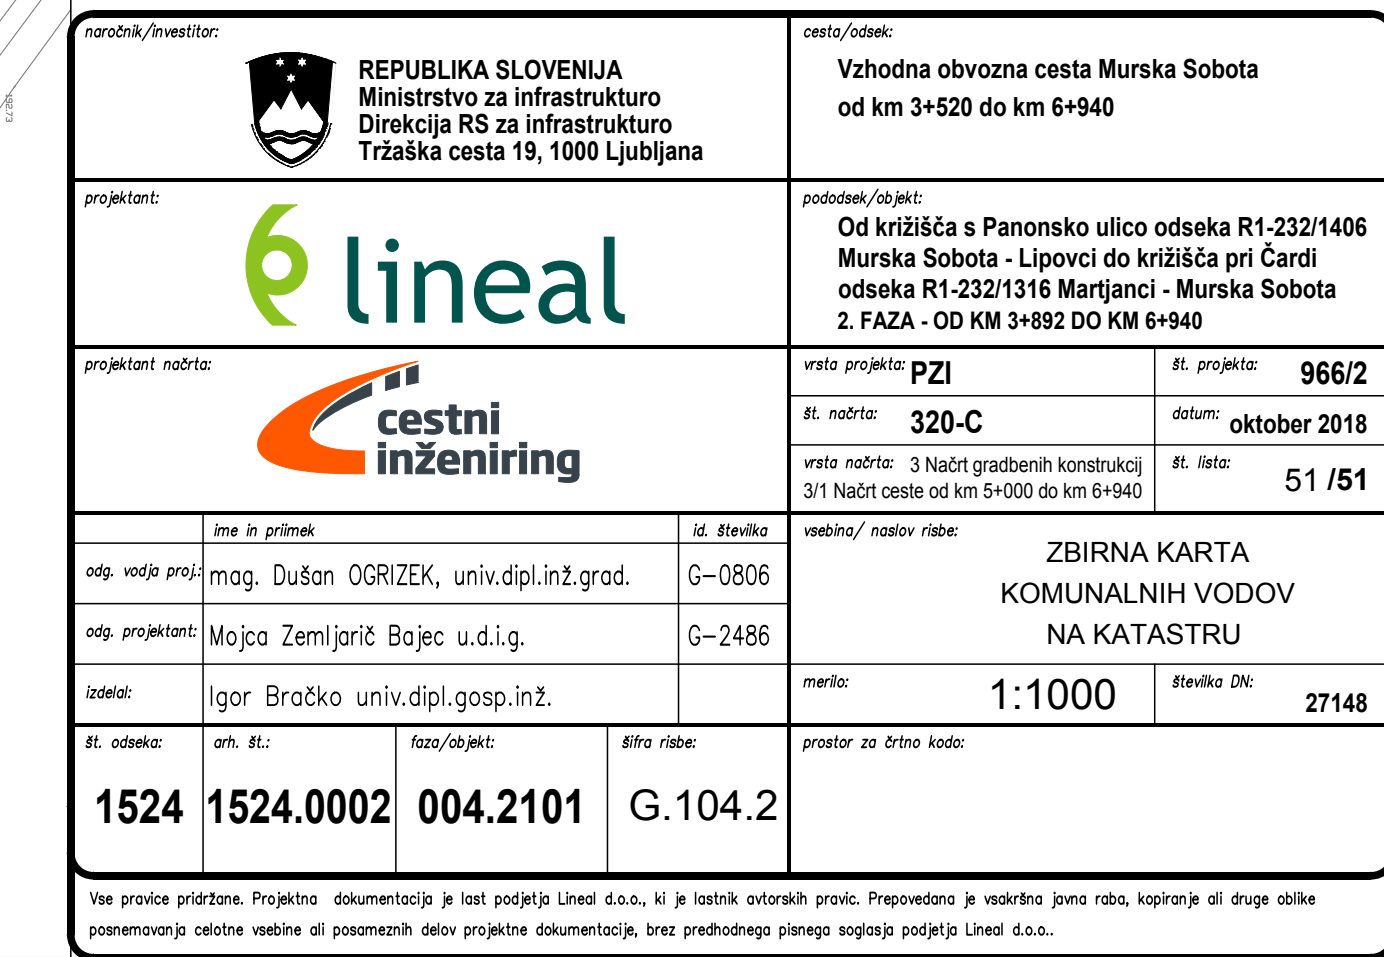 naročnik/investitor:
REPUBLIKA SLOVENIJA
Ministrstvo za infrastrukturo
Direkcija RS za infrastrukturo
Tržaška cesta 19, 1000 Ljubljana
cesta/odsek:
Vzhodna obvozna cesta Murska Sobota
od km 3+520 do km 6+940
projektant:
lineal
pododsek/objekt:
Od križišča s Panonsko ulico odseka R1-232/1406
Murska Sobota - Lipovci do križišča pri Čardi
odseka R1-232/1316 Martjanci - Murska Sobota
2. FAZA - OD KM 3+892 DO KM 6+940
projektant načrta:
cestni
inženiring
vrsta projekta: PZI
št. projekta: 966/2
št. načrta: 320-C
datum: oktober 2018
vrsta načrta: 3 Načrt gradbenih konstrukcij
3/1 Načrt ceste od km 5+000 do km 6+940
št. lista: 51 /51
ime in priimek
id. številka
odg. vodja proj.: mag. Dušan OGRIZEK, univ.dipl.inž.grad. G-0806
odg. projektant: Mojca Zemljarič Bajec u.d.i.g. G-2486
izdelal: Igor Bračko univ.dipl.gosp.inž.
vsebina/ naslov risbe:
ZBIRNA KARTA
KOMUNALNIH VODOV
NA KATASTRU
merilo: 1:1000
številka DN: 27148
št. odseka: arh. št.: faza/objekt: šifra risbe:
1524 1524.0002 004.2101 G.104.2
prostor za črtno kodo:
Vse pravice pridržane. Projektna dokumentacija je last podjetja Lineal d.o.o., ki je lastnik avtorskih pravic. Prepovedana je vsakršna javna raba, kopiranje ali druge oblike
posnemavanja celotne vsebine ali posameznih delov projektne dokumentacije, brez predhodnega pisnega soglasja podjetja Lineal d.o.o..
192.73